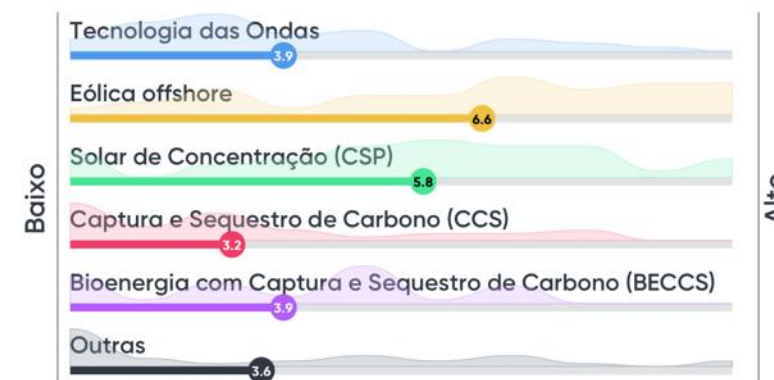 Tecnologia das Ondas
3.9
Eólica offshore
6.6
Solar de Concentração (CSP)
5.8
Baixo
Captura e Sequestro de Carbono (CCS)
3.2
Bioenergia com Captura e Sequestro de Carbono (BECCS)
3.9
Outras
3.6